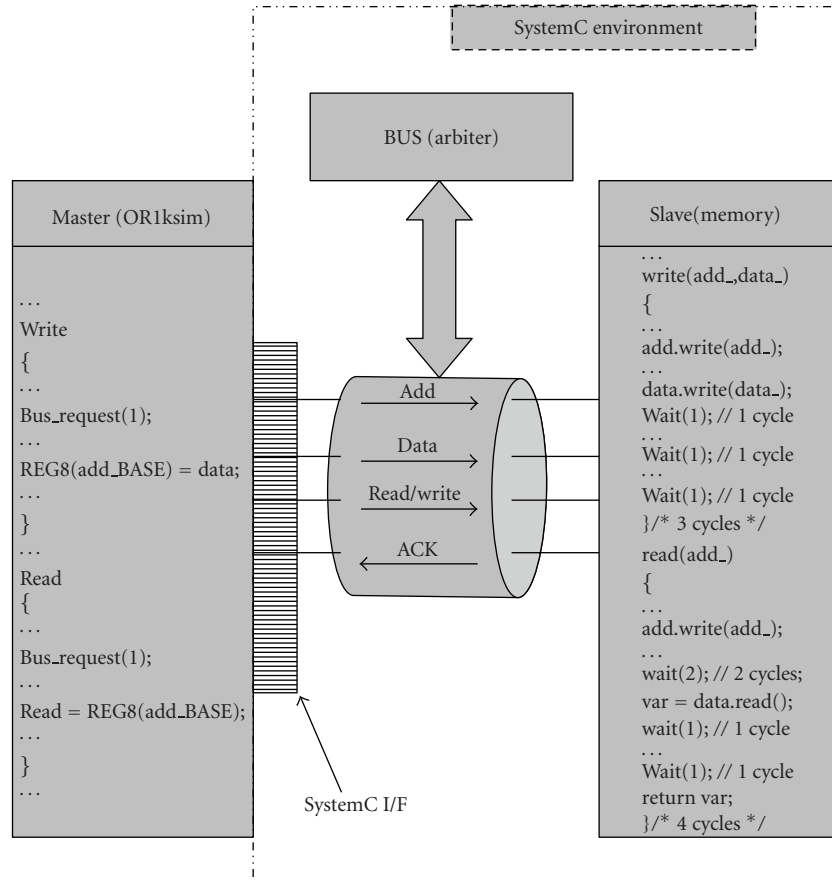 SystemC environment
BUS (arbiter)
Master (OR1ksim)
...
Write
{
...
Bus_request(1);
...
REG8(add_BASE) = data;
...
}
...
Read
{
...
Bus_request(1);
...
Read = REG8(add_BASE);
...
}
...
Add
Data
Read/write
ACK
SystemC I/F
Slave(memory)
...
write(add_,data_)
{
...
add.write(add_);
...
data.write(data_);
Wait(1); // 1 cycle
...
Wait(1); // 1 cycle
...
Wait(1); // 1 cycle
}/* 3 cycles */
read(add_)
{
...
add.write(add_);
...
wait(2); // 2 cycles;
var = data.read();
wait(1); // 1 cycle
...
Wait(1); // 1 cycle
return var;
}/* 4 cycles */